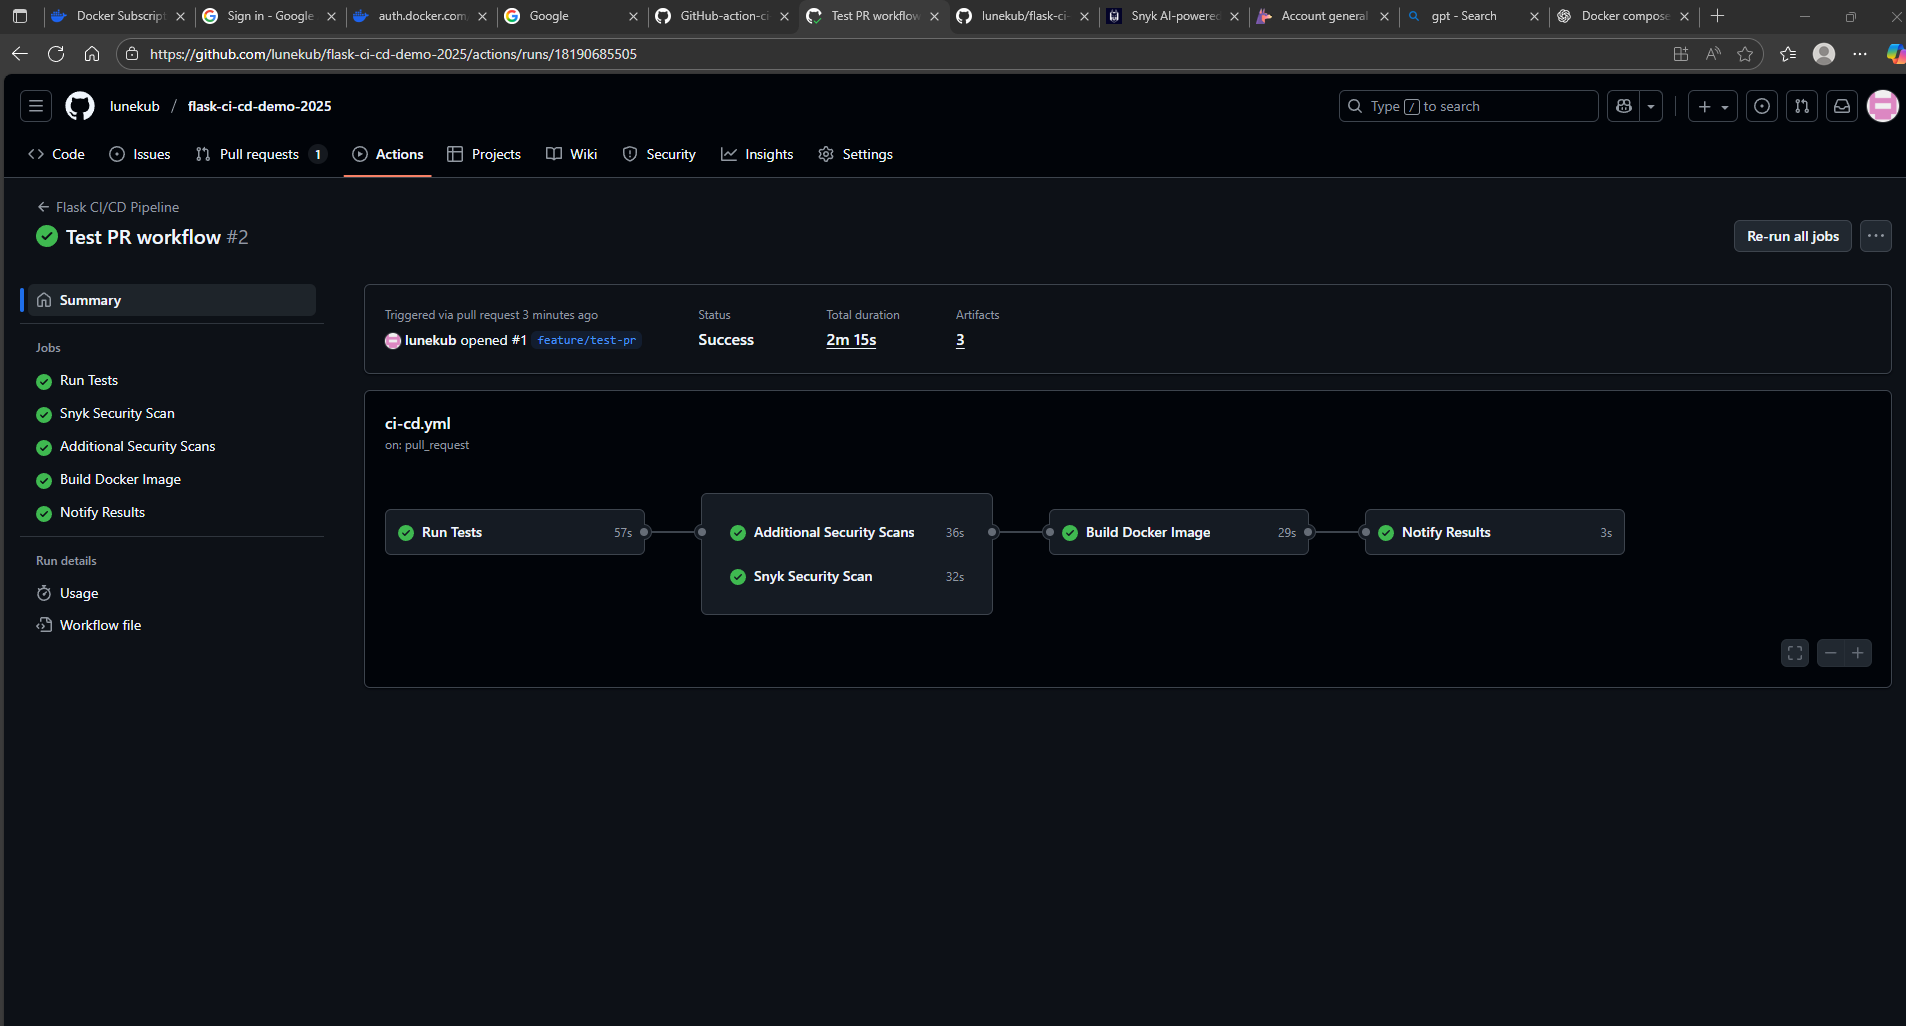 Docker Subscript
Sign in - Google
auth.docker.com
Google
GitHub-action-ci
Test PR workflow
lunekub/flask-ci-
Snyk AI-powered
Account general
gpt - Search
Docker compose
https://github.com/lunekub/flask-ci-cd-demo-2025/actions/runs/18190685505
lunekub / flask-ci-cd-demo-2025
Type / to search
Code
Issues
Pull requests 1
Actions
Projects
Wiki
Security
Insights
Settings
Flask CI/CD Pipeline
Test PR workflow #2
Re-run all jobs
Summary
Jobs
Run Tests
Snyk Security Scan
Additional Security Scans
Build Docker Image
Notify Results
Run details
Usage
Workflow file
Triggered via pull request 3 minutes ago
lunekub opened #1 feature/test-pr
Status
Success
Total duration
2m 15s
Artifacts
3
ci-cd.yml
on: pull_request
Run Tests 57s
Additional Security Scans 36s
Snyk Security Scan 32s
Build Docker Image 29s
Notify Results 3s